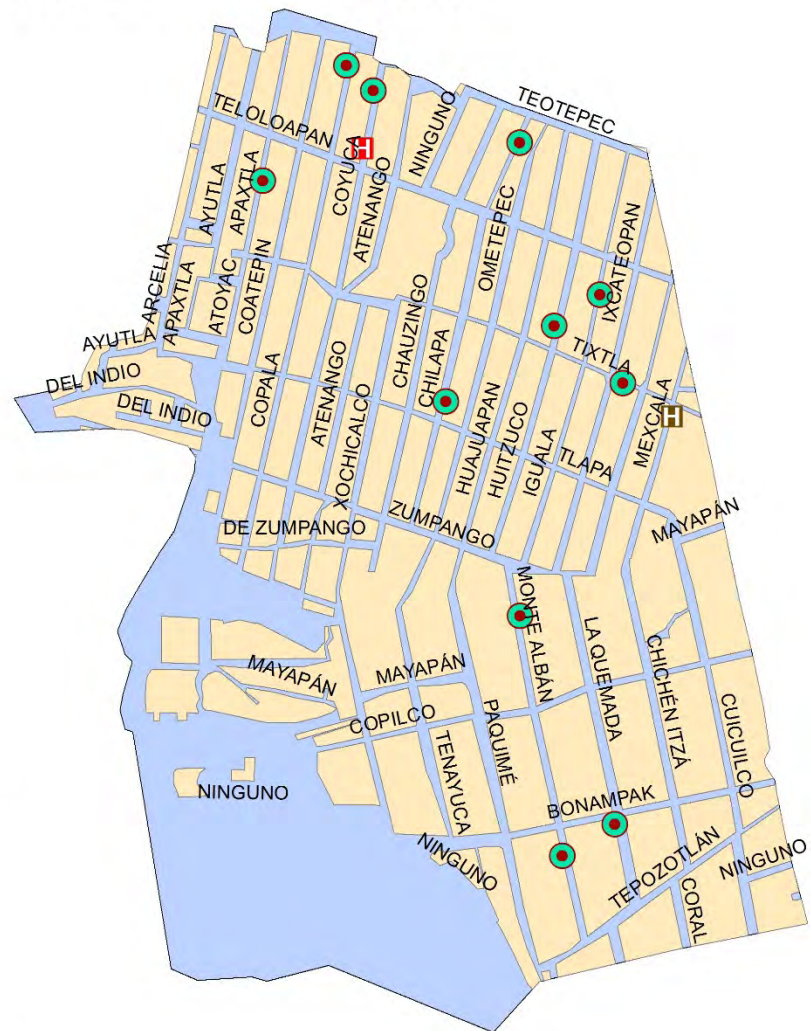 TEOTEPEC
TELOLOAPAN
NINGUNO
H
COYUCA
ATENANGO
AYUTLA
APAXTLA
OMETEPEC
IXCATEOPAN
ARCELIA
APAXTLA
ATOYAC
COATEPIN
CHAUZINGO
AYUTLA
TIXTLA
DEL INDIO
DEL INDIO
COPALA
ATENANGO
XOCHICALCO
CHILAPA
HUAJUAPAN
HUITZUCO
IGUALA
TLAPA
MEXCALA
H
DE ZUMPANGO
ZUMPANGO
MAYAPÁN
MONTE ALBÁN
LA QUEMADA
CHICHÉN ITZÁ
CUICUILCO
MAYAPÁN
MAYAPÁN
COPILCO
PAQUIMÉ
TENAYUCA
NINGUNO
BONAMPAK
NINGUNO
TEPOZOTLÁN
CORAL
NINGUNO